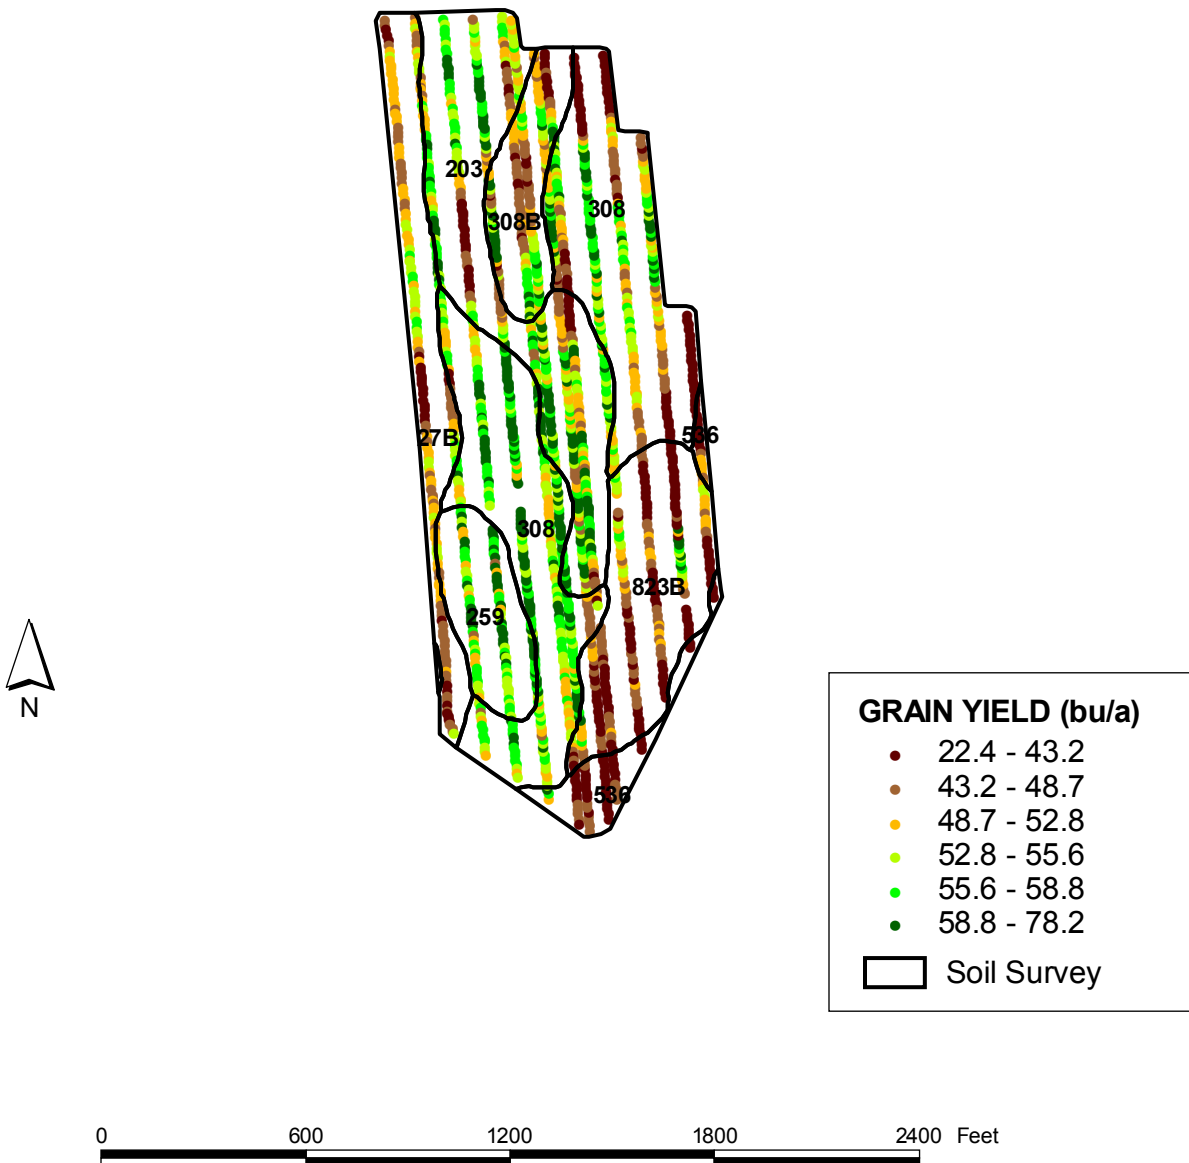 203
308B
308
27B
536
308
823B
259
536
N
GRAIN YIELD (bu/a)
22.4 - 43.2
43.2 - 48.7
48.7 - 52.8
52.8 - 55.6
55.6 - 58.8
58.8 - 78.2
Soil Survey
0 600 1200 1800 2400 Feet